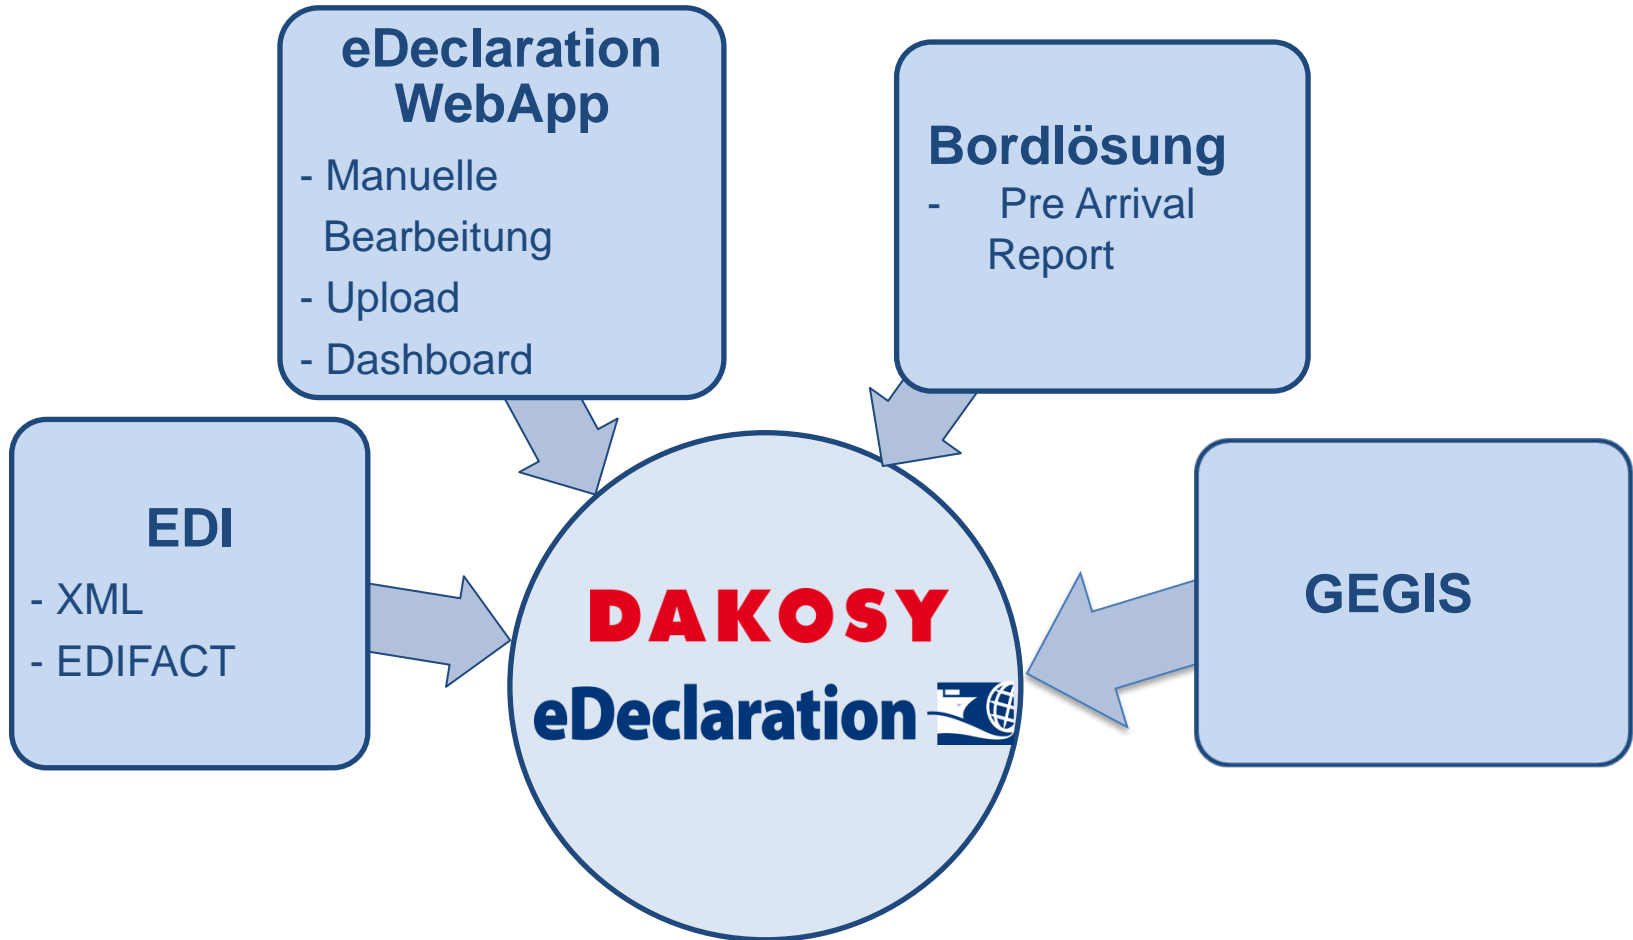 eDeclaration
WebApp
- Manuelle
Bearbeitung
- Upload
- Dashboard
Bordlösung
- Pre Arrival
Report
EDI
- XML
- EDIFACT
GEGIS
DAKOSY
eDeclaration